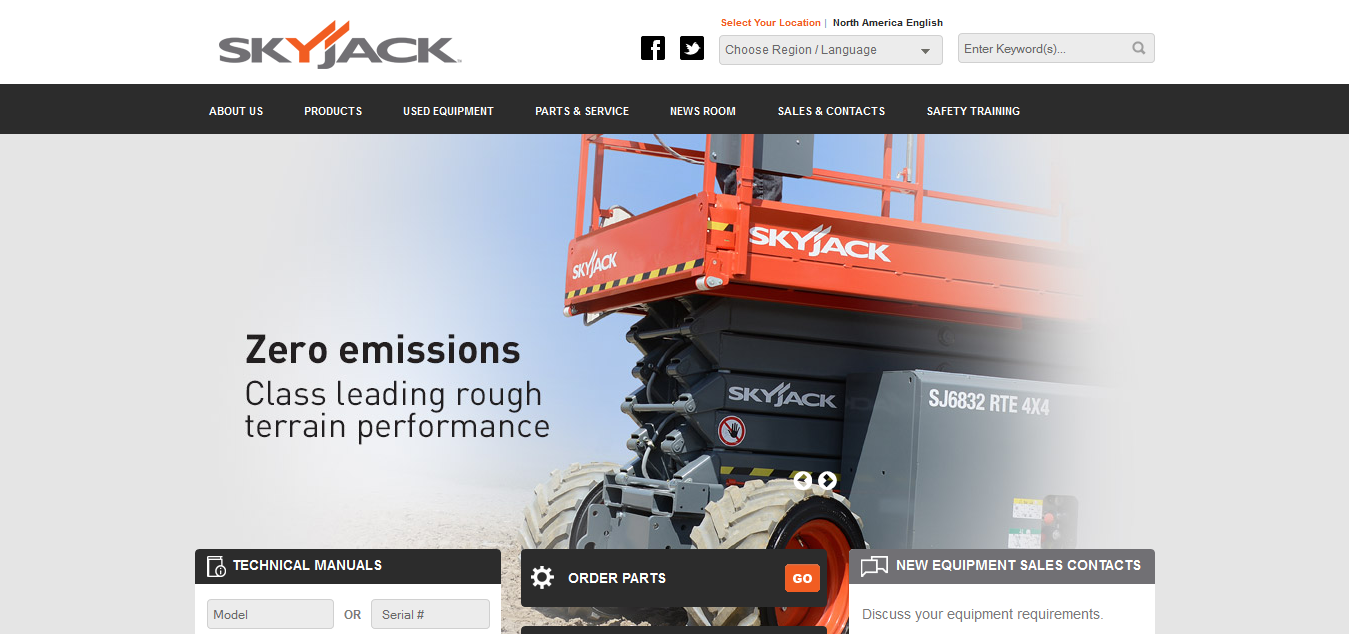 SKYJACK
Select Your Location | North America English
Choose Region / Language
Enter Keyword(s)...
ABOUT US PRODUCTS USED EQUIPMENT PARTS & SERVICE NEWS ROOM SALES & CONTACTS SAFETY TRAINING
SKYJACK
SKYJACK
Zero emissions
Class leading rough
terrain performance
SKYJACK
SJ6832 RTE 4X4
TECHNICAL MANUALS
Model OR Serial #
ORDER PARTS GO
NEW EQUIPMENT SALES CONTACTS
Discuss your equipment requirements.